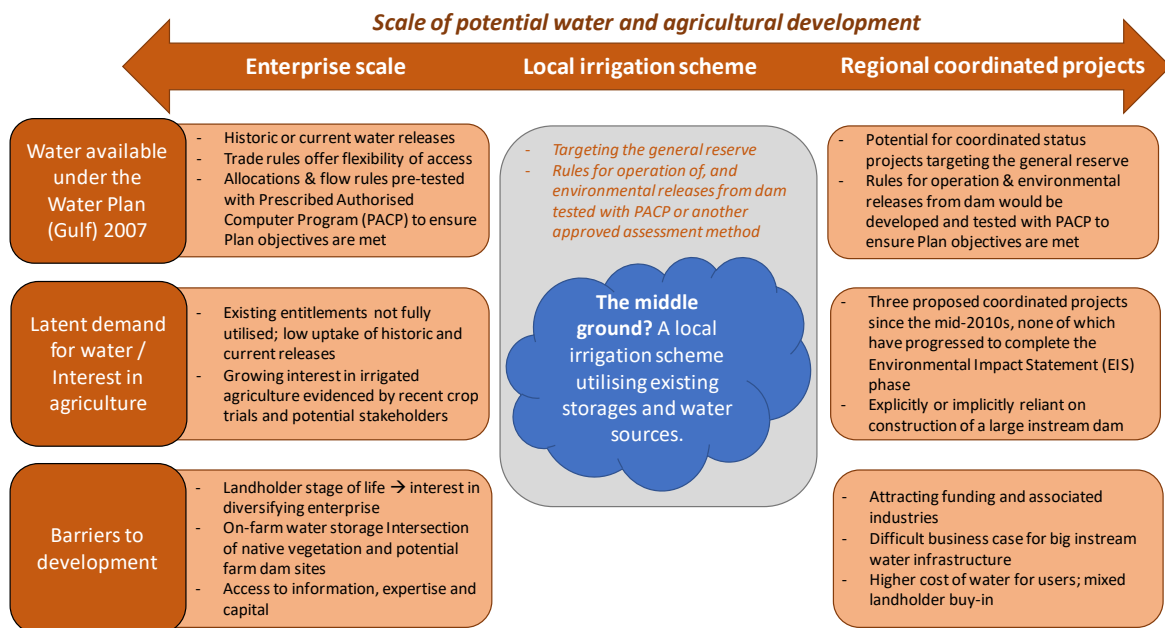 Scale of potential water and agricultural development
Enterprise scale
Local irrigation scheme
Regional coordinated projects
Water available
under the
Water Plan
(Gulf) 2007
- Historic or current water releases
- Trade rules offer flexibility of access
- Allocations & flow rules pre-tested
with Prescribed Authorised
Computer Program (PACP) to ensure
Plan objectives are met
- Targeting the general reserve
- Rules for operation of, and
environmental releases from dam
tested with PACP or another
approved assessment method
- Potential for coordinated status
projects targeting the general reserve
- Rules for operation & environmental
releases from dam would be
developed and tested with PACP to
ensure Plan objectives are met
Latent demand
for water /
Interest in
agriculture
- Existing entitlements not fully
utilised; low uptake of historic and
current releases
- Growing interest in irrigated
agriculture evidenced by recent crop
trials and potential stakeholders
The middle
ground? A local
irrigation scheme
utilising existing
storages and water
sources.
- Three proposed coordinated projects
since the mid-2010s, none of which
have progressed to complete the
Environmental Impact Statement (EIS)
phase
- Explicitly or implicitly reliant on
construction of a large instream dam
Barriers to
development
- Landholder stage of life → interest in
diversifying enterprise
- On-farm water storage Intersection
of native vegetation and potential
farm dam sites
- Access to information, expertise and
capital
- Attracting funding and associated
industries
- Difficult business case for big instream
water infrastructure
- Higher cost of water for users; mixed
landholder buy-in